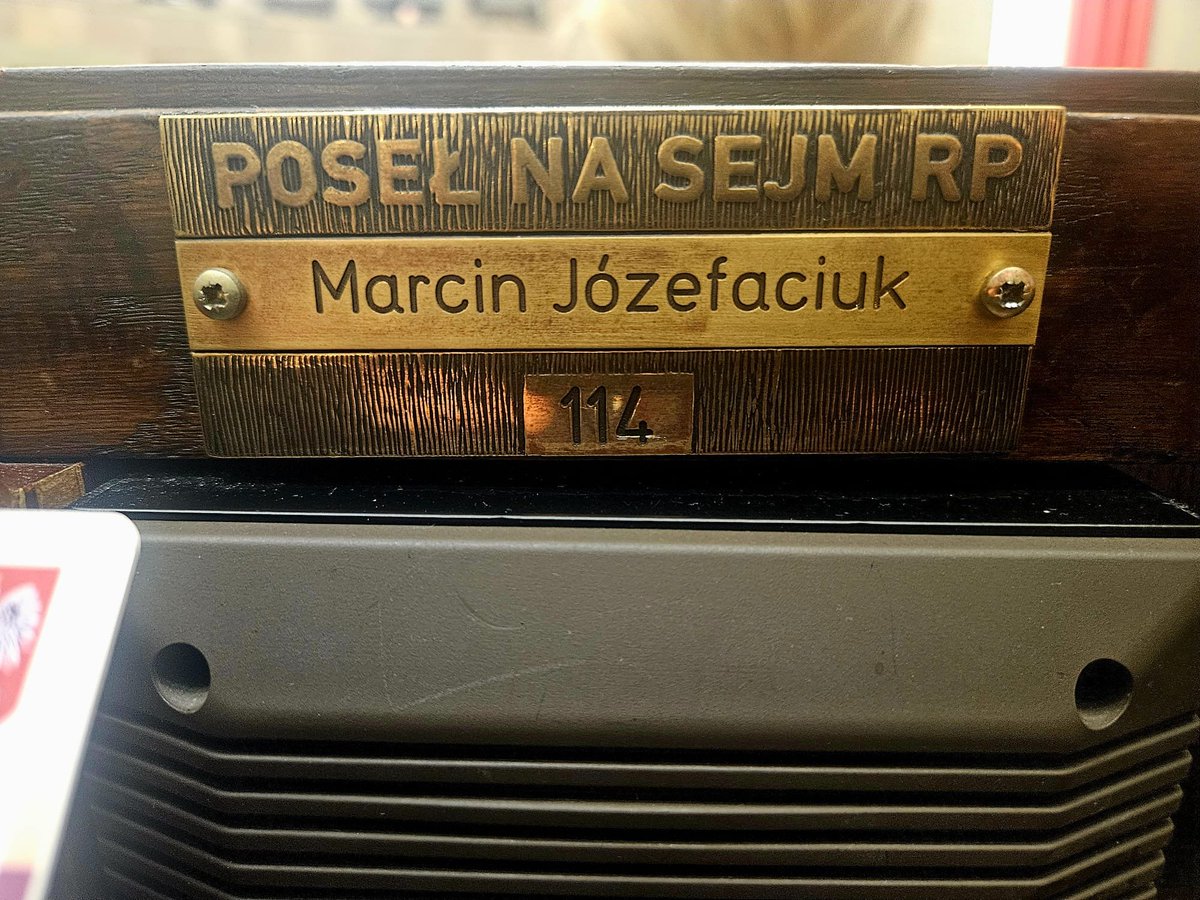 POSEŁ NA SEJM RP
Marcin Józefaciuk
114